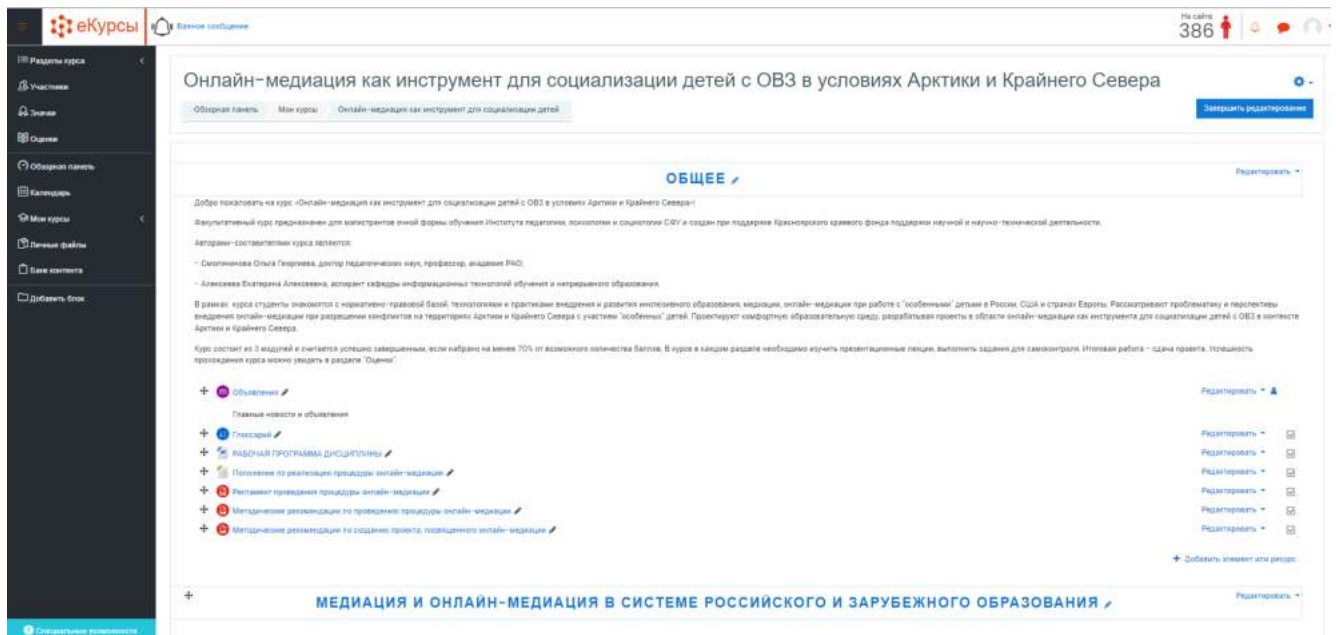 еКурсы
Важное сообщение
На сайте
386
Разделы курса
Участники
Значки
Оценки
Обзорная панель
Календарь
Мои курсы
Личные файлы
Банк контента
Добавить блок
Специальные возможности
Онлайн-медиация как инструмент для социализации детей с ОВЗ в условиях Арктики и Крайнего Севера
Обзорная панель Мои курсы Онлайн-медиация как инструмент для социализации детей
Завершить редактирование
ОБЩЕЕ
Редактировать
Добро пожаловать на курс «Онлайн-медиация как инструмент для социализации детей с ОВЗ в условиях Арктики и Крайнего Севера»!
Факультативный курс предназначен для магистрантов очной формы обучения Института педагогики, психологии и социологии СФУ и создан при поддержке Красноярского краевого фонда поддержки научной и научно-технической деятельности.
Авторами-составителями курса являются:
- Смолянинова Ольга Георгиевна, доктор педагогических наук, профессор, академик РАО;
- Алексеева Екатерина Алексеевна, аспирант кафедры информационных технологий обучения и непрерывного образования.
В рамках курса студенты знакомятся с нормативно-правовой базой, технологиями и практиками внедрения и развития инклюзивного образования, медиации, онлайн-медиации при работе с "особенными" детьми в России, США и странах Европы. Рассматривают проблематику и перспективы
внедрения онлайн-медиации при разрешении конфликтов на территориях Арктики и Крайнего Севера с участием "особенных" детей. Проектируют комфортную образовательную среду, разрабатывая проекты в области онлайн-медиации как инструмента для социализации детей с ОВЗ в контексте
Арктики и Крайнего Севера.
Курс состоит из 3 модулей и считается успешно завершенным, если набрано на менее 70% от возможного количества баллов. В курсе в каждом разделе необходимо изучить презентационные лекции, выполнить задания для самоконтроля. Итоговая работа - сдача проекта. Успешность
прохождения курса можно увидеть в разделе "Оценки".
Объявления
Редактировать
Главные новости и объявления
Глоссарий
Редактировать
РАБОЧАЯ ПРОГРАММА ДИСЦИПЛИНЫ
Редактировать
Положение по реализации процедуры онлайн-медиации
Редактировать
Регламент проведения процедуры онлайн-медиации
Редактировать
Методические рекомендации по проведению процедуры онлайн-медиации
Редактировать
Методические рекомендации по созданию проекта, посвященного онлайн-медиации
Редактировать
Добавить элемент или ресурс
МЕДИАЦИЯ И ОНЛАЙН-МЕДИАЦИЯ В СИСТЕМЕ РОССИЙСКОГО И ЗАРУБЕЖНОГО ОБРАЗОВАНИЯ
Редактировать